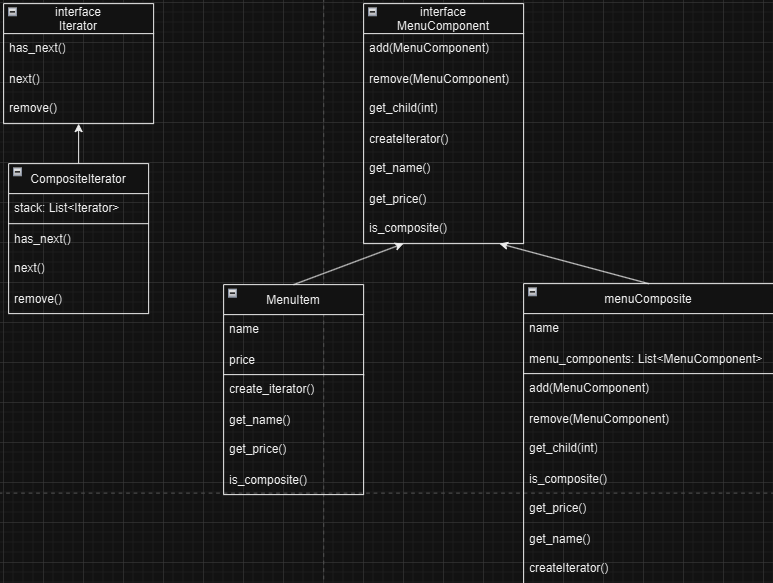 interface
Iterator
has_next()
next()
remove()
CompositeIterator
stack: List<Iterator>
has_next()
next()
remove()
interface
MenuComponent
add(MenuComponent)
remove(MenuComponent)
get_child(int)
createIterator()
get_name()
get_price()
is_composite()
MenuItem
name
price
create_iterator()
get_name()
get_price()
is_composite()
menuComposite
name
menu_components: List<MenuComponent>
add(MenuComponent)
remove(MenuComponent)
get_child(int)
is_composite()
get_price()
get_name()
createIterator()